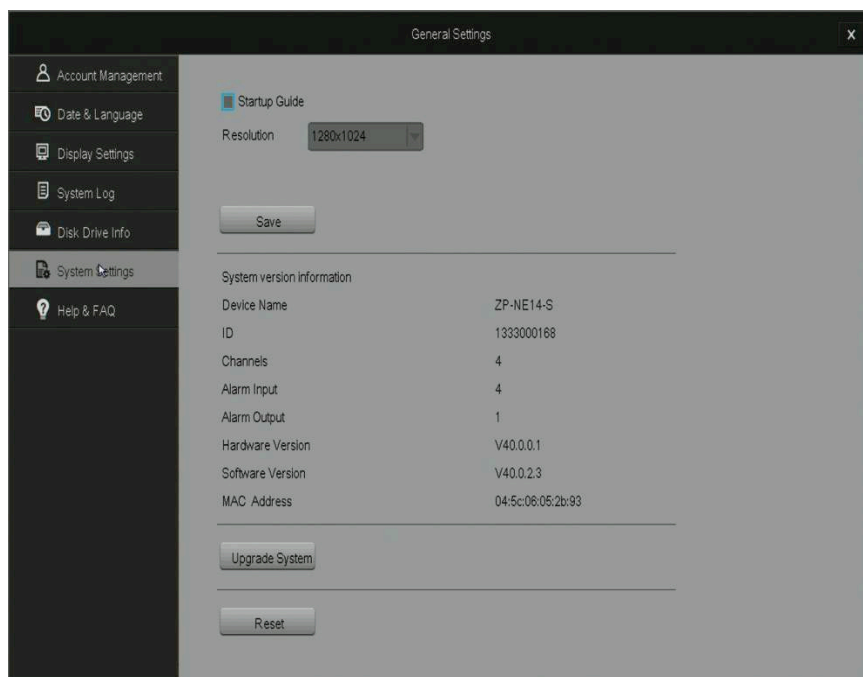 General Settings
X
Account Management
Date & Language
Display Settings
System Log
Disk Drive Info
System Settings
Help & FAQ
Startup Guide
Resolution 1280x1024
Save
System version information
Device Name ZP-NE14-S
ID 1333000168
Channels 4
Alarm Input 4
Alarm Output 1
Hardware Version V40.0.0.1
Software Version V40.0.2.3
MAC Address 04:5c:06:05:2b:93
Upgrade System
Reset